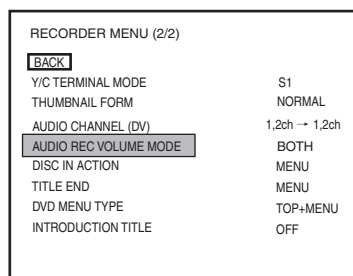 RECORDER MENU (2/2)
BACK
Y/C TERMINAL MODE S1
THUMBNAIL FORM NORMAL
AUDIO CHANNEL (DV) 1,2ch → 1,2ch
AUDIO REC VOLUME MODE BOTH
DISC IN ACTION MENU
TITLE END MENU
DVD MENU TYPE TOP+MENU
INTRODUCTION TITLE OFF